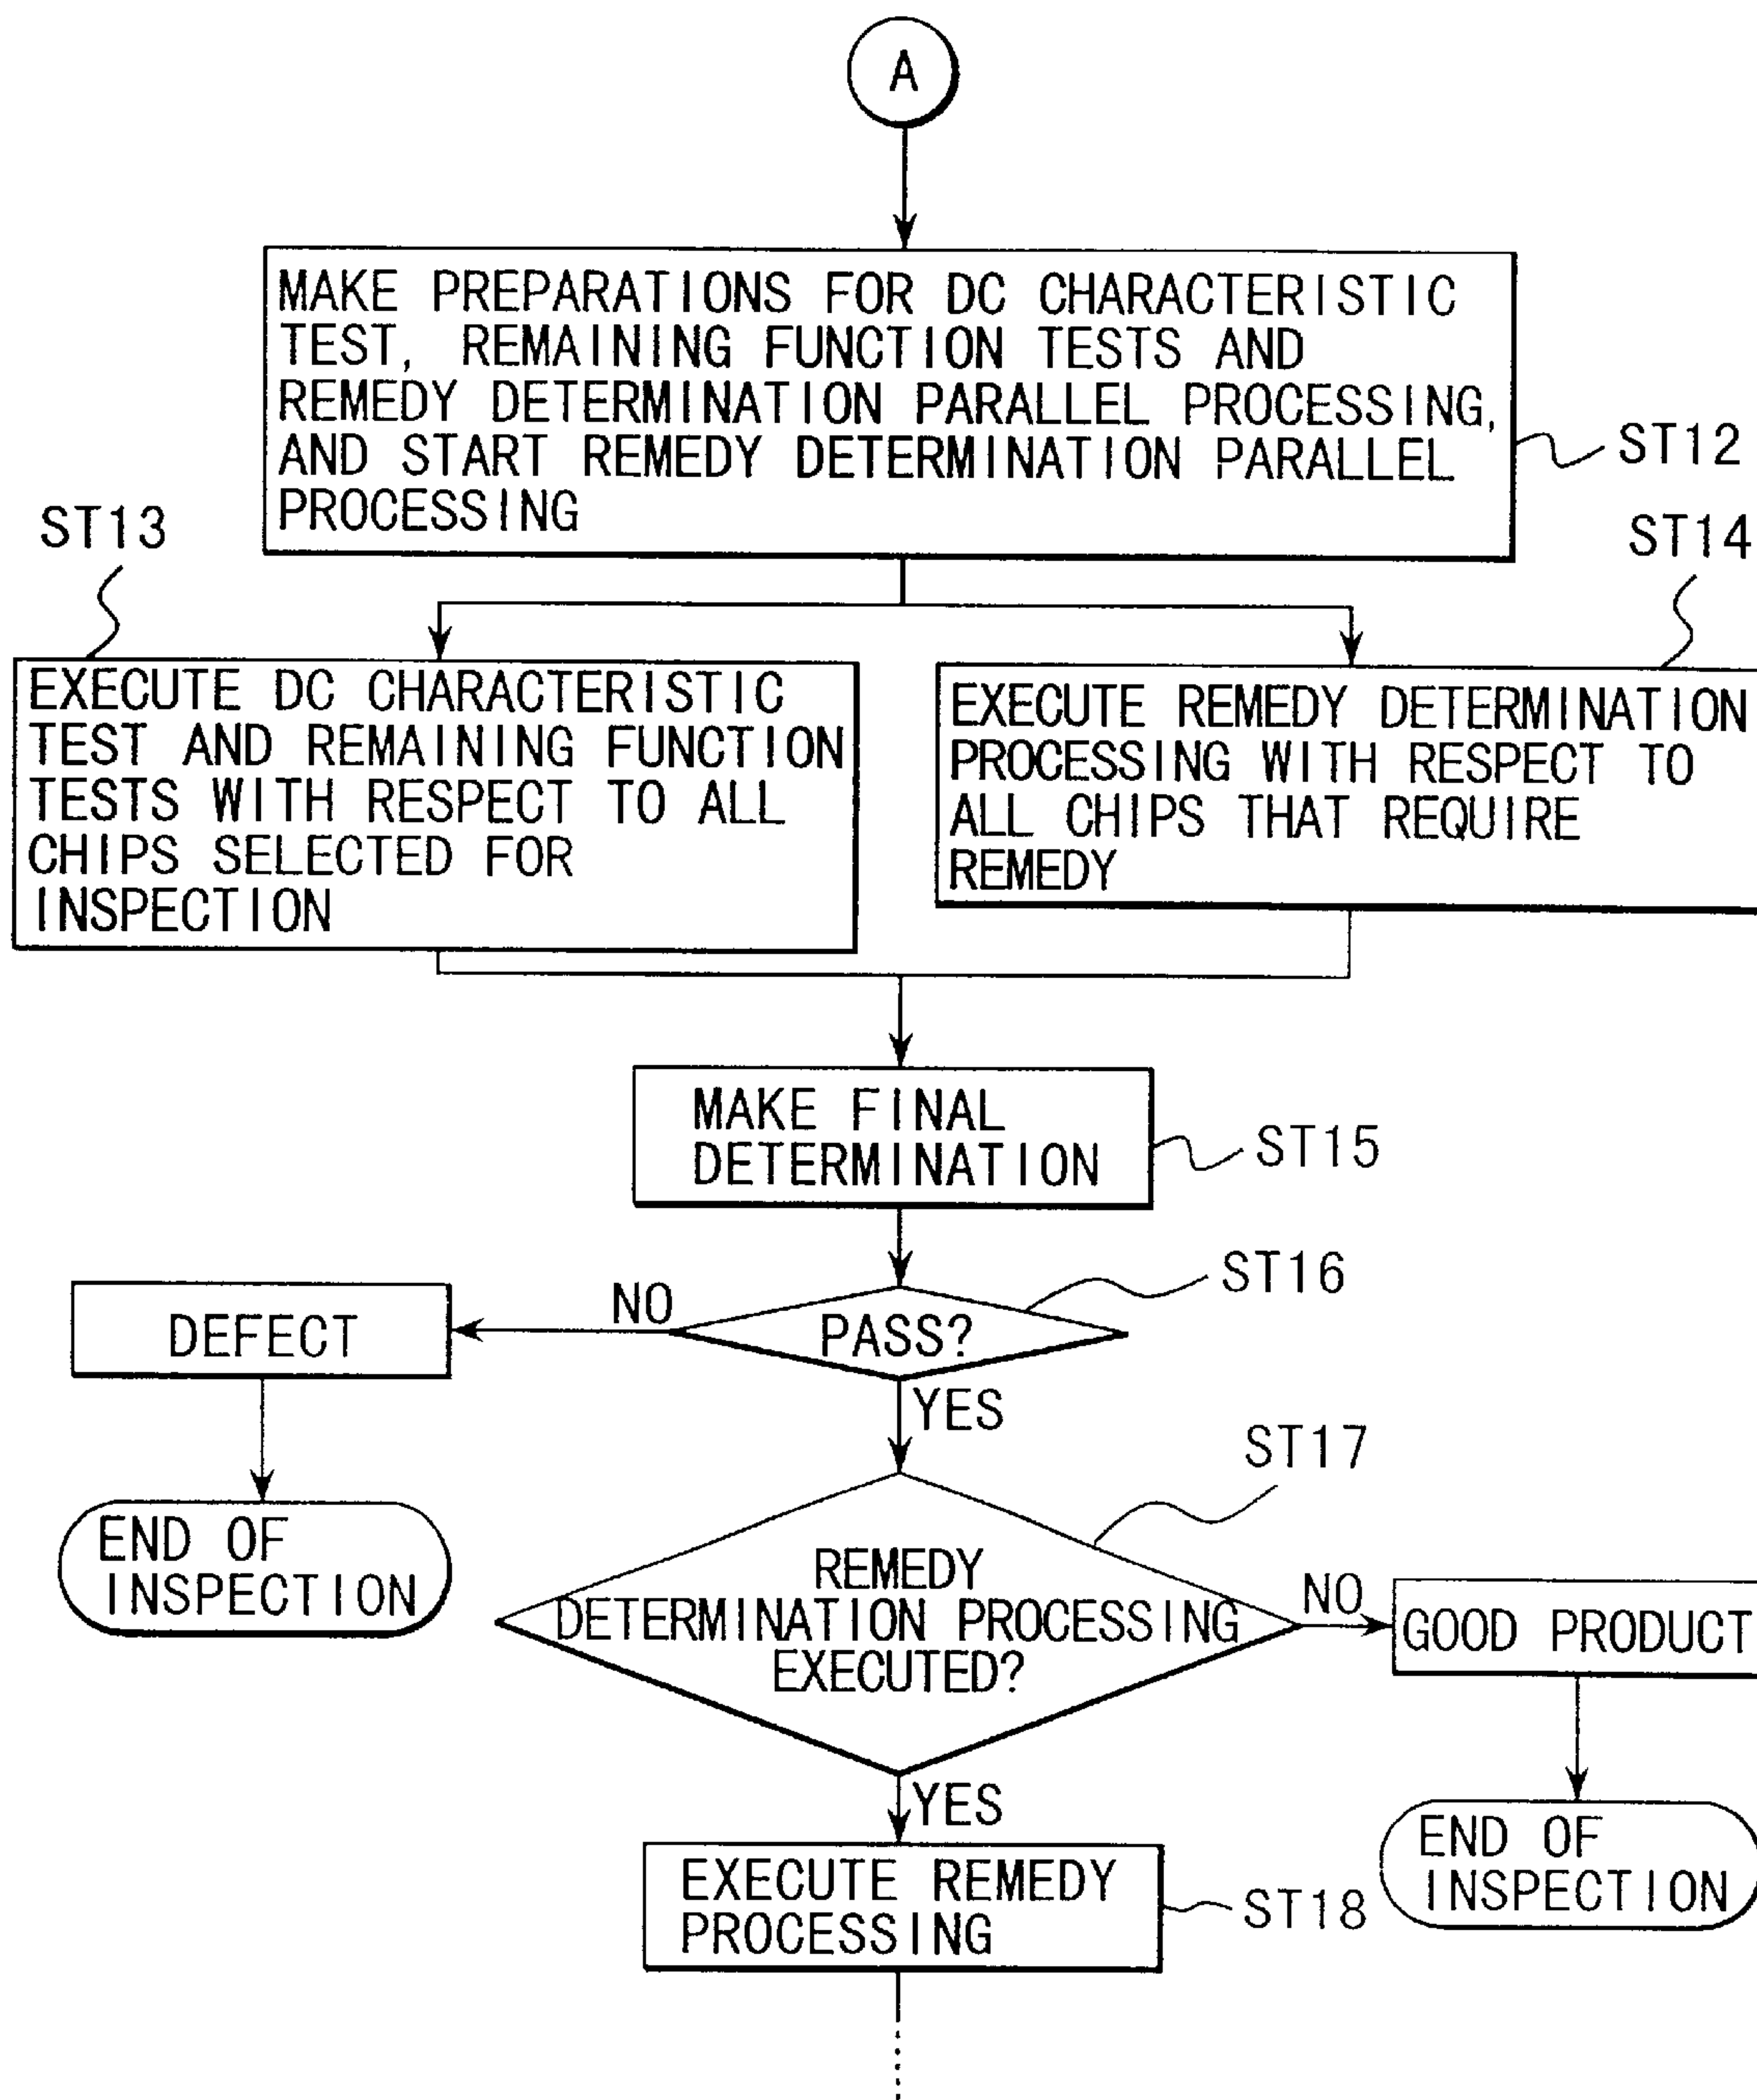 A
MAKE PREPARATIONS FOR DC CHARACTERISTIC
TEST, REMAINING FUNCTION TESTS AND
REMEDY DETERMINATION PARALLEL PROCESSING,
AND START REMEDY DETERMINATION PARALLEL
PROCESSING
ST12
ST13
ST14
EXECUTE DC CHARACTERISTIC
TEST AND REMAINING FUNCTION
TESTS WITH RESPECT TO ALL
CHIPS SELECTED FOR
INSPECTION
EXECUTE REMEDY DETERMINATION
PROCESSING WITH RESPECT TO
ALL CHIPS THAT REQUIRE
REMEDY
MAKE FINAL
DETERMINATION
ST15
ST16
PASS?
NO
DEFECT
END OF
INSPECTION
YES
ST17
REMEDY
DETERMINATION PROCESSING
EXECUTED?
NO
GOOD PRODUCT
END OF
INSPECTION
YES
EXECUTE REMEDY
PROCESSING
ST18